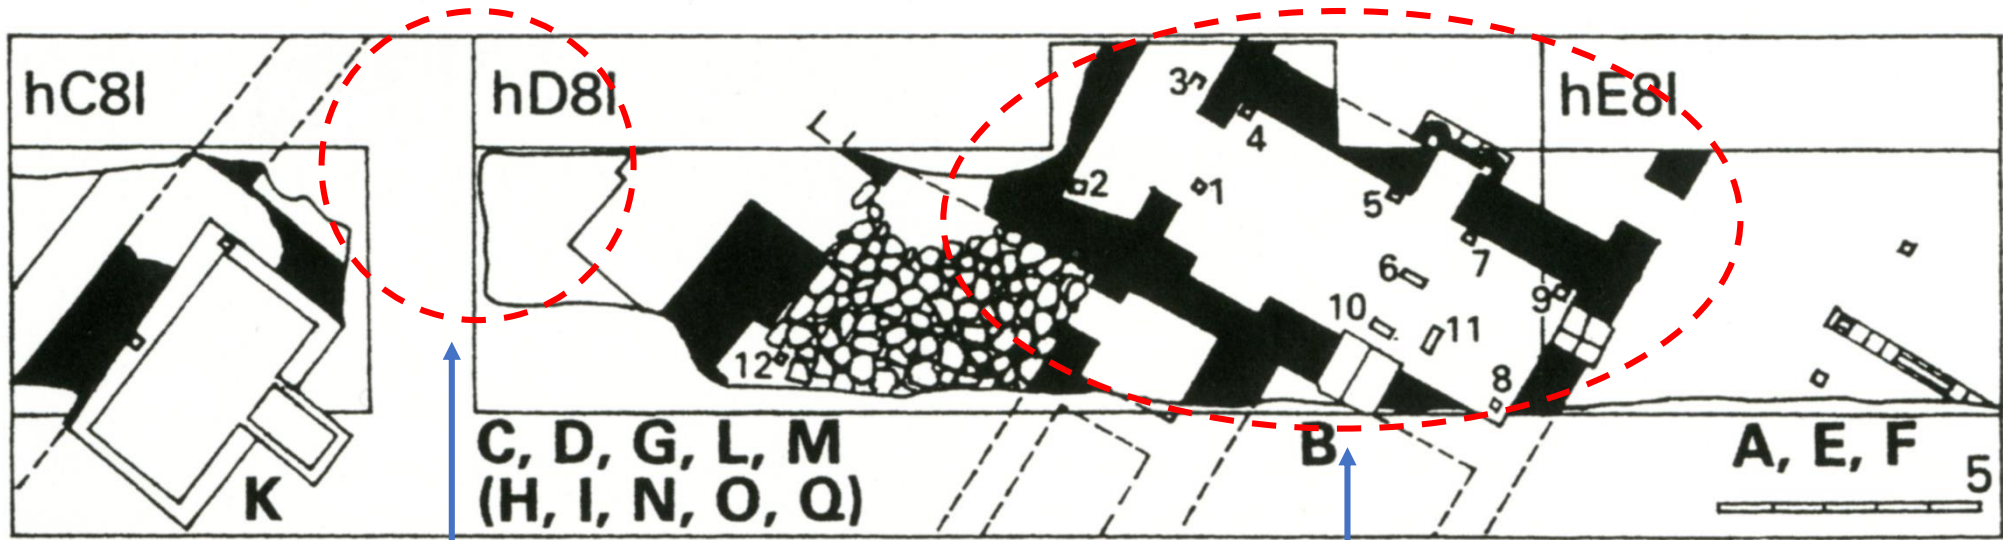 hC8I
hD8I
hE8I
3
4
2
1
5
7
6
9
10
11
12
8
C, D, G, L, M
(H, I, N, O, Q)
K
B
A, E, F
5